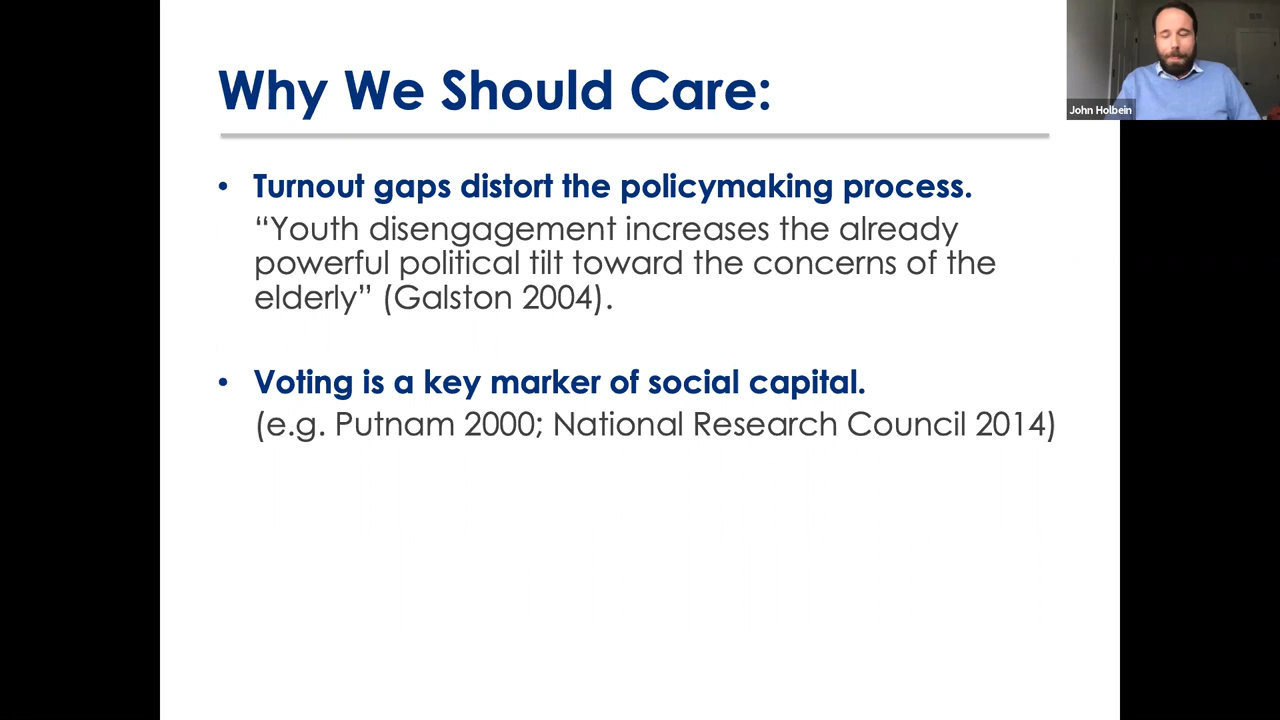 Why We Should Care:
John Holbein
• Turnout gaps distort the policymaking process.
“Youth disengagement increases the already
powerful political tilt toward the concerns of the
elderly” (Galston 2004).
• Voting is a key marker of social capital.
(e.g. Putnam 2000; National Research Council 2014)